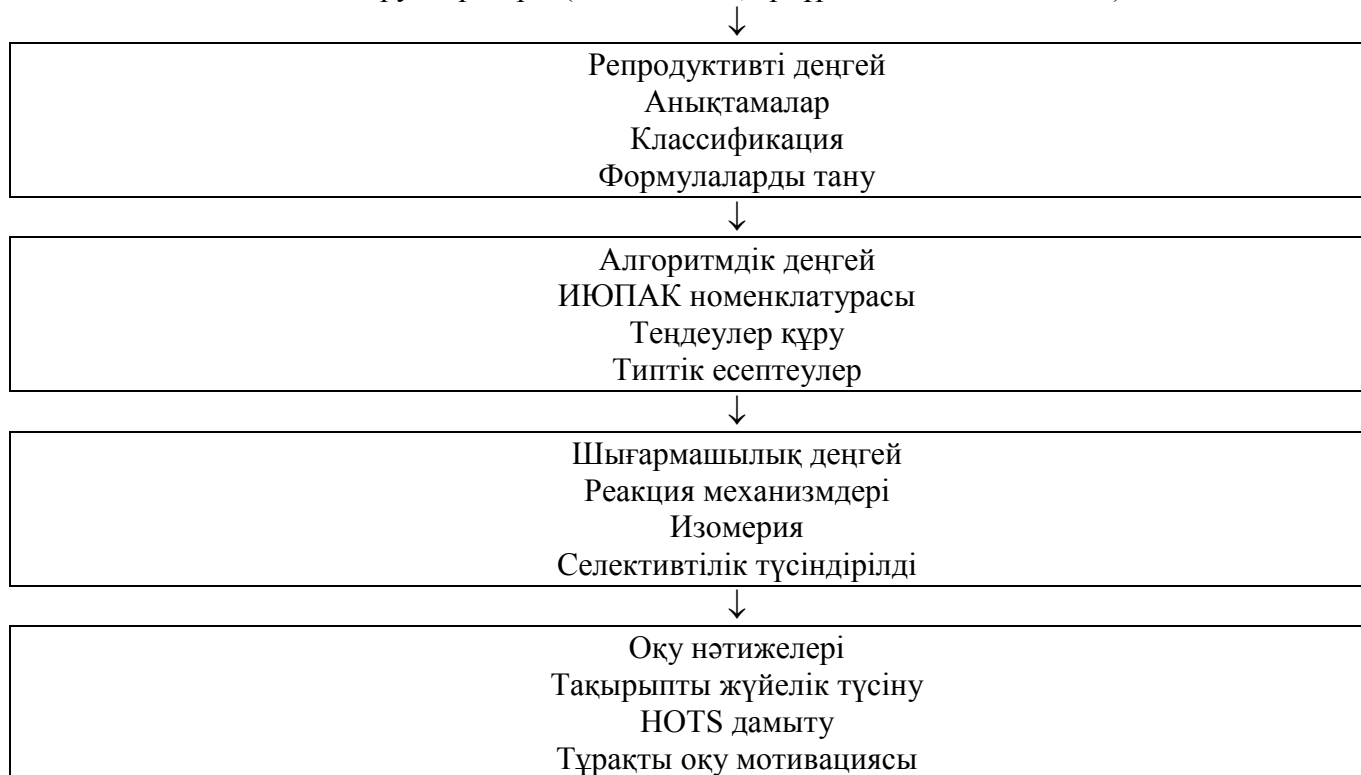 ↓
Репродуктивті деңгей
Анықтамалар
Классификация
Формулаларды тану
↓
Алгоритмдік деңгей
ИЮПАК номенклатурасы
Теңдеулер құру
Типтік есептеулер
↓
Шығармашылық деңгей
Реакция механизмдері
Изомерия
Селективтілік түсіндірілді
↓
Оқу нәтижелері
Тақырыпты жүйелік түсіну
HOTS дамыту
Тұрақты оқу мотивациясы